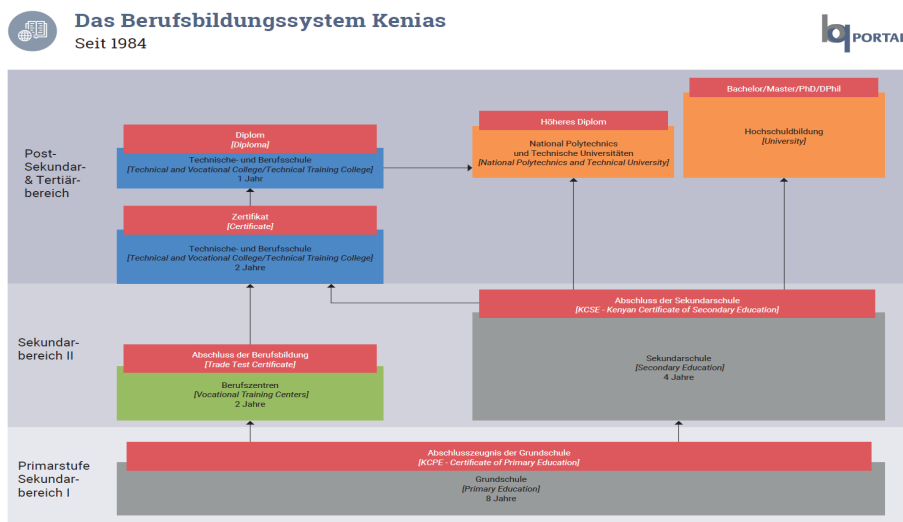 Das Berufsbildungssystem Kenias
Seit 1984
bq PORTAL
Post-
Sekundar-
& Tertiär-
bereich
Diplom
[Diploma]
Technische- und Berufsschule
[Technical and Vocational College/Technical Training College]
1 Jahr
Zertifikat
[Certificate]
Technische- und Berufsschule
[Technical and Vocational College/Technical Training College]
2 Jahre
Höheres Diplom
National Polytechnics
und Technische Universitäten
[National Polytechnics and Technical University]
Bachelor/Master/PhD/DPhil
Hochschuldbildung
[University]
Sekundar-
bereich II
Abschluss der Berufsbildung
[Trade Test Certificate]
Berufszentren
[Vocational Training Centers]
2 Jahre
Abschluss der Sekundarschule
[KCSE - Kenyan Certificate of Secondary Education]
Sekundarschule
[Secondary Education]
4 Jahre
Primarstufe
Sekundar-
bereich I
Abschlusszeugnis der Grundschule
[KCPE - Certificate of Primary Education]
Grundschule
[Primary Education]
8 Jahre